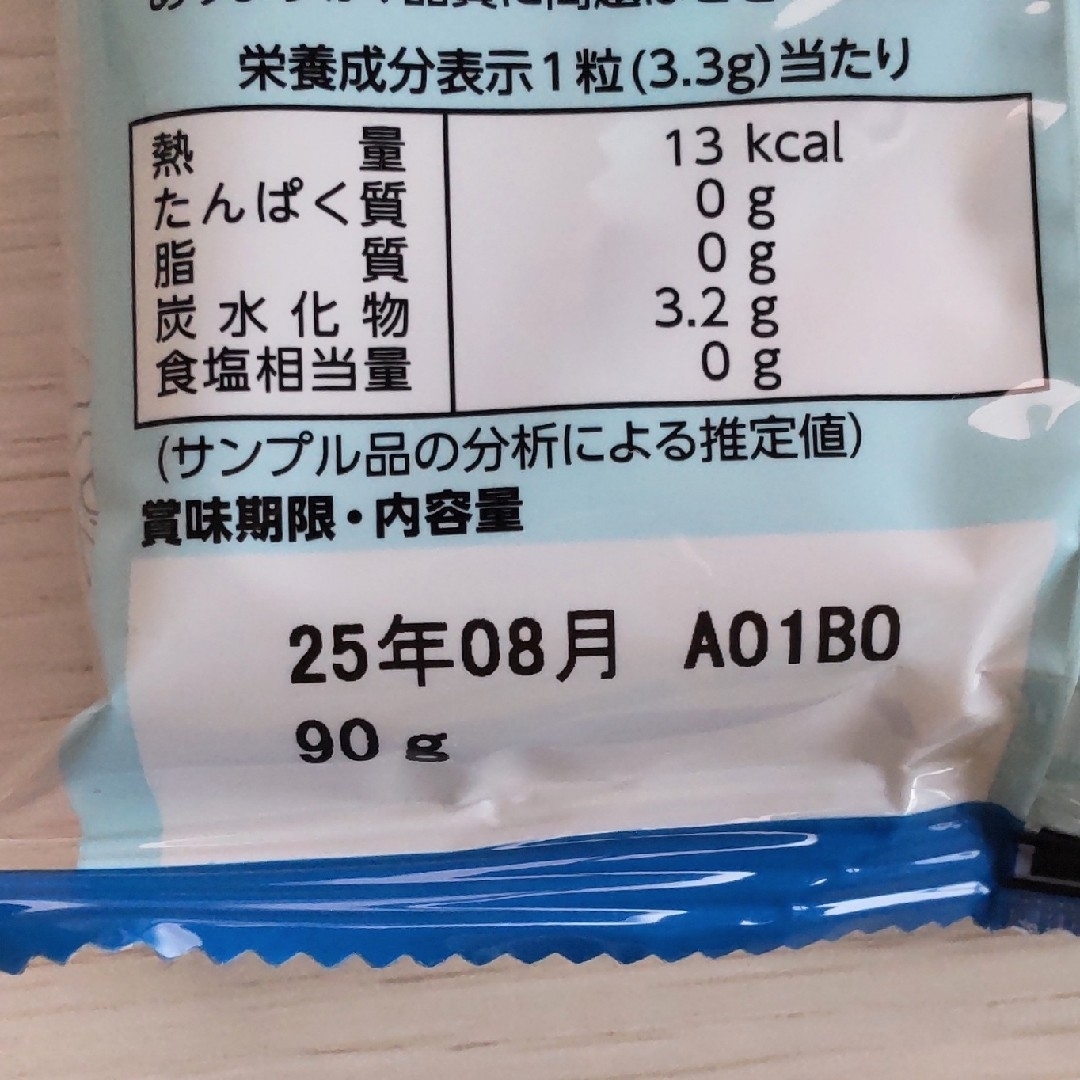 栄養成分表示1粒(3.3g)当たり
熱量 13 kcal
たんぱく質 0 g
脂質 0 g
炭水化物 3.2 g
食塩相当量 0 g
(サンプル品の分析による推定値)
賞味期限・内容量
25年08月 A01B0
90 g